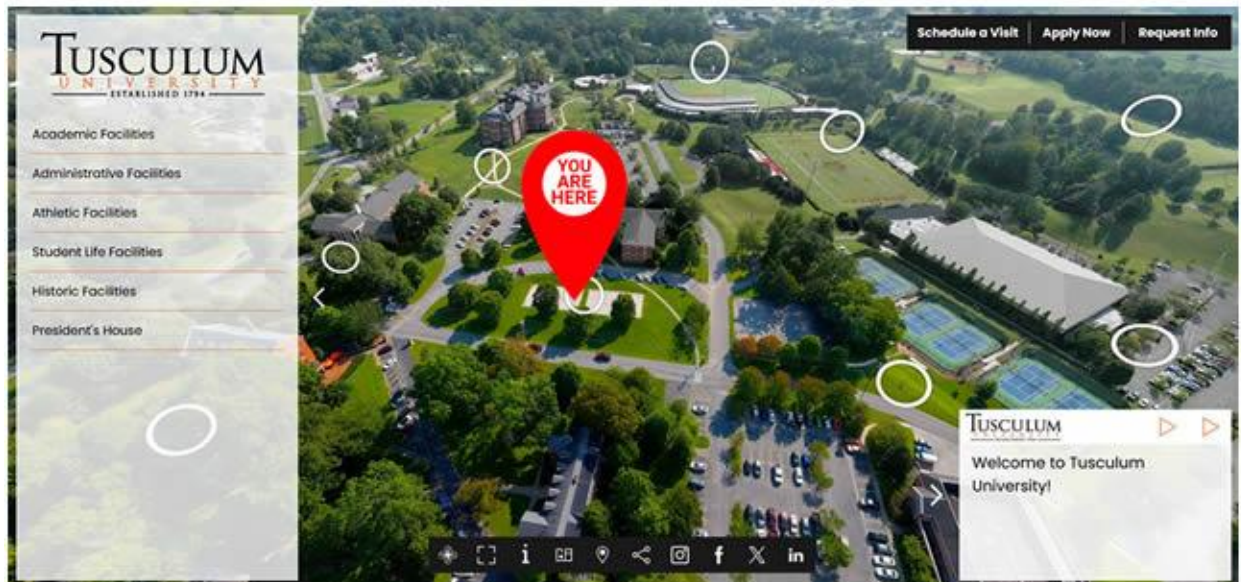 TUSCULUM
UNIVERSITY
ESTABLISHED 1794
Academic Facilities
Administrative Facilities
Athletic Facilities
Student Life Facilities
Historic Facilities
President's House
Schedule a Visit
Apply Now
Request Info
YOU
ARE
HERE
TUSCULUM
UNIVERSITY
Welcome to Tusculum
University!